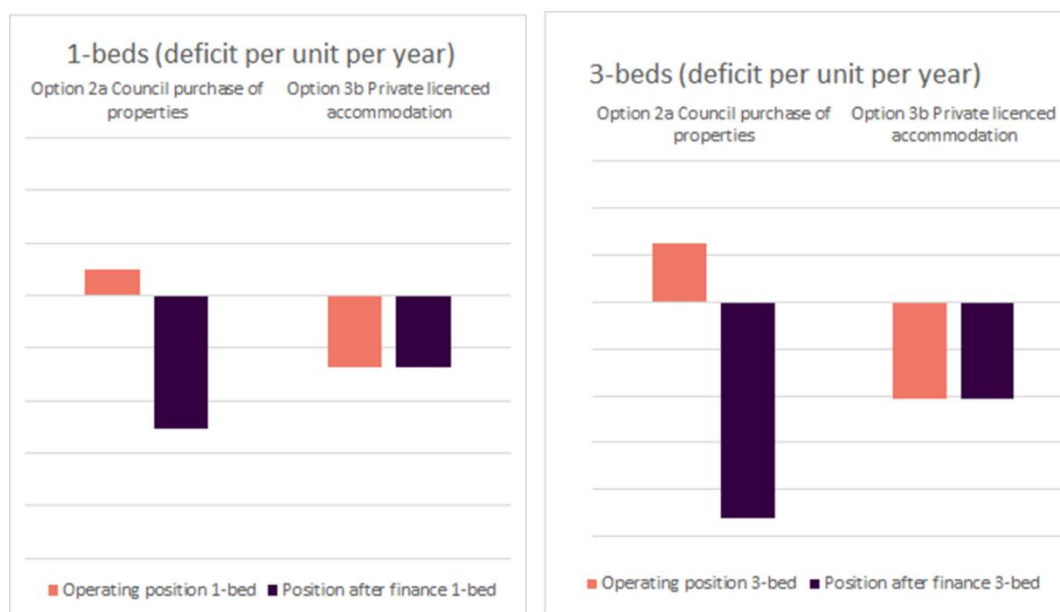 1-beds (deficit per unit per year)
Option 2a Council purchase of properties
Option 3b Private licenced accommodation
Operating position 1-bed
Position after finance 1-bed
3-beds (deficit per unit per year)
Option 2a Council purchase of properties
Option 3b Private licenced accommodation
Operating position 3-bed
Position after finance 3-bed